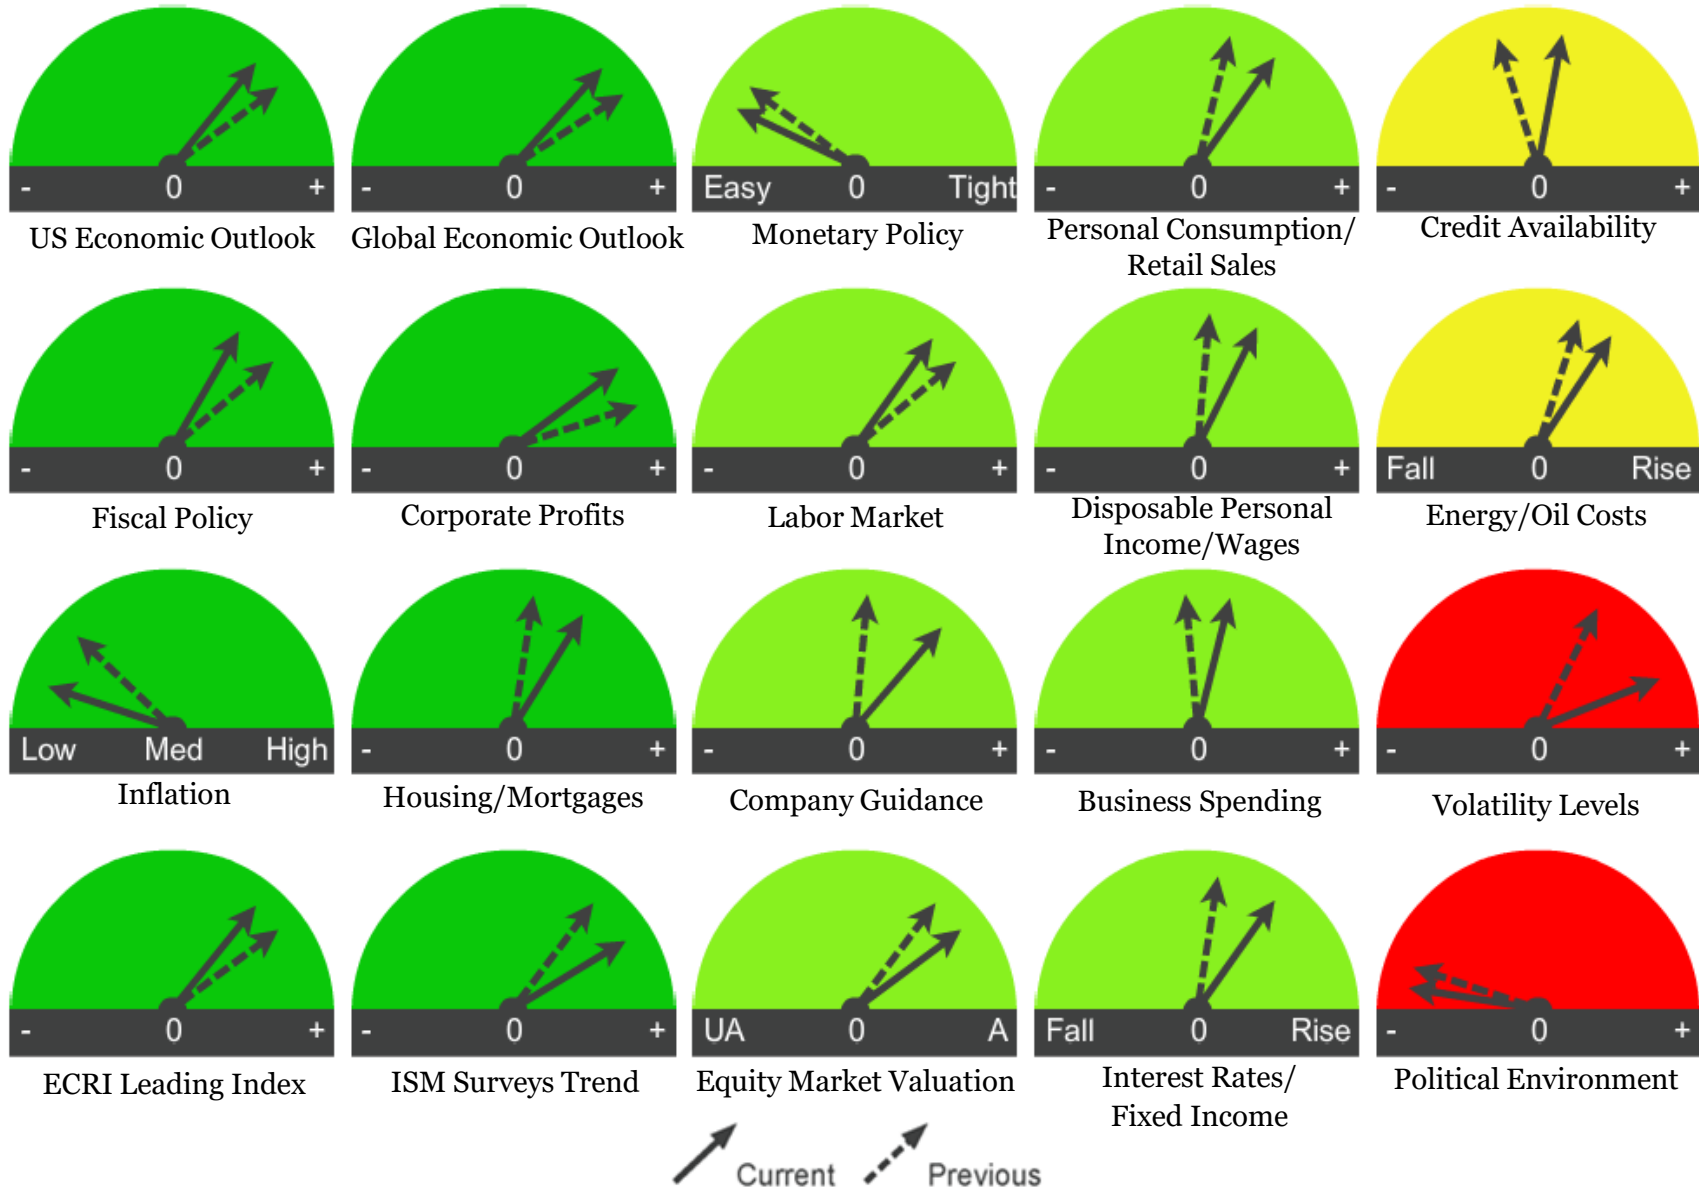 - 0 +
- 0 +
Easy 0 Tight
- 0 +
- 0 +
US Economic Outlook
Global Economic Outlook
Monetary Policy
Personal Consumption/
Retail Sales
Credit Availability
- 0 +
- 0 +
- 0 +
- 0 +
Fall 0 Rise
Fiscal Policy
Corporate Profits
Labor Market
Disposable Personal
Income/Wages
Energy/Oil Costs
Low Med High
- 0 +
- 0 +
- 0 +
- 0 +
Inflation
Housing/Mortgages
Company Guidance
Business Spending
Volatility Levels
- 0 +
- 0 +
UA 0 A
Fall 0 Rise
- 0 +
ECRI Leading Index
ISM Surveys Trend
Equity Market Valuation
Interest Rates/
Fixed Income
Political Environment
Current
Previous